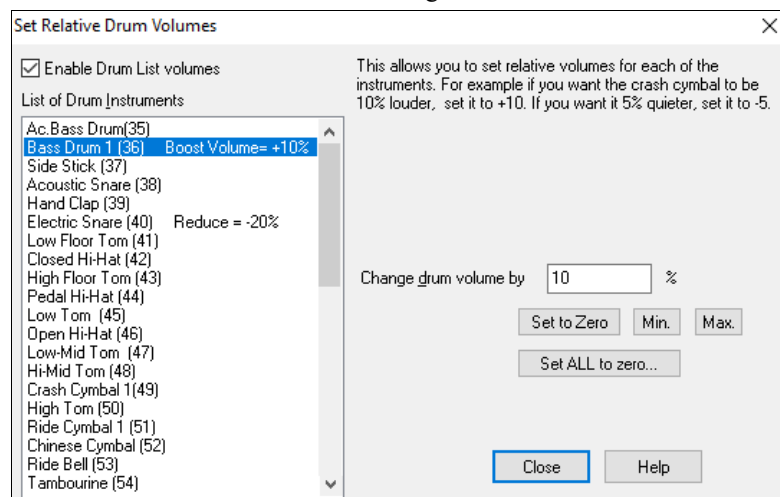 Set Relative Drum Volumes
Enable Drum List volumes
List of Drum Instruments
Ac.Bass Drum(35)
Bass Drum 1 (36) Boost Volume= +10%
Side Stick (37)
Acoustic Snare (38)
Hand Clap (39)
Electric Snare (40) Reduce = -20%
Low Floor Tom (41)
Closed Hi-Hat (42)
High Floor Tom (43)
Pedal Hi-Hat (44)
Low Tom (45)
Open Hi-Hat (46)
Low-Mid Tom (47)
Hi-Mid Tom (48)
Crash Cymbal 1(49)
High Tom (50)
Ride Cymbal 1 (51)
Chinese Cymbal (52)
Ride Bell (53)
Tambourine (54)
This allows you to set relative volumes for each of the
instruments. For example if you want the crash cymbal to be
10% louder, set it to +10. If you want it 5% quieter, set it to -5.
Change drum volume by 10 %
Set to Zero Min. Max.
Set ALL to zero...
Close Help